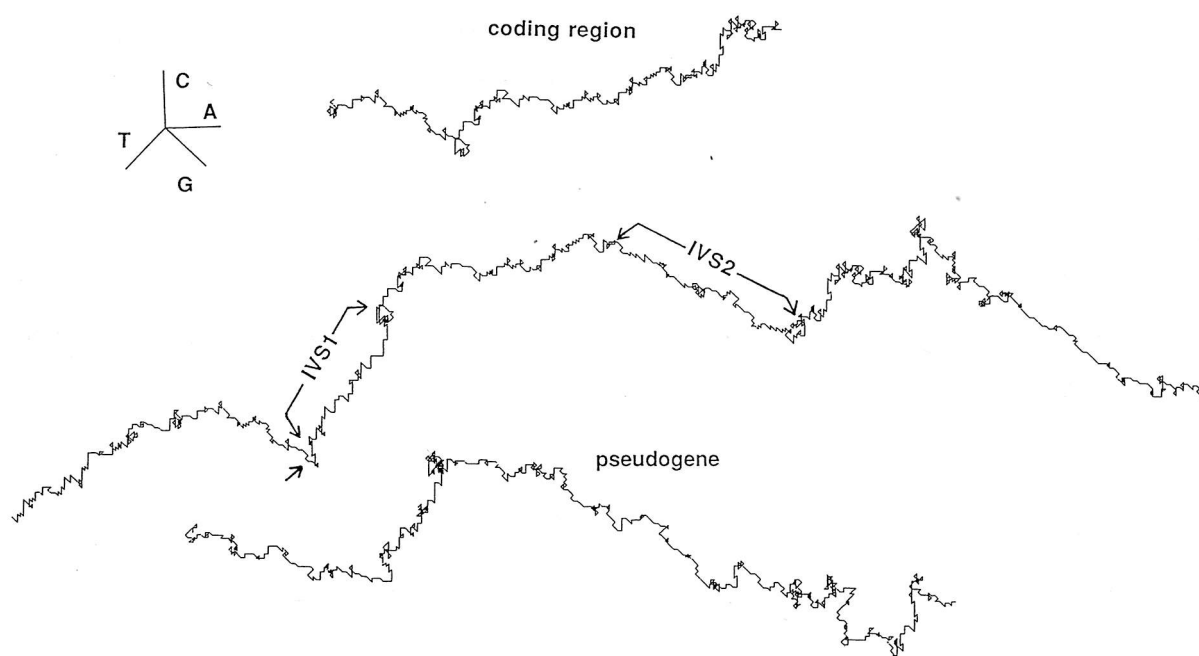 coding region
C
A
T
G
IVS1
IVS2
pseudogene